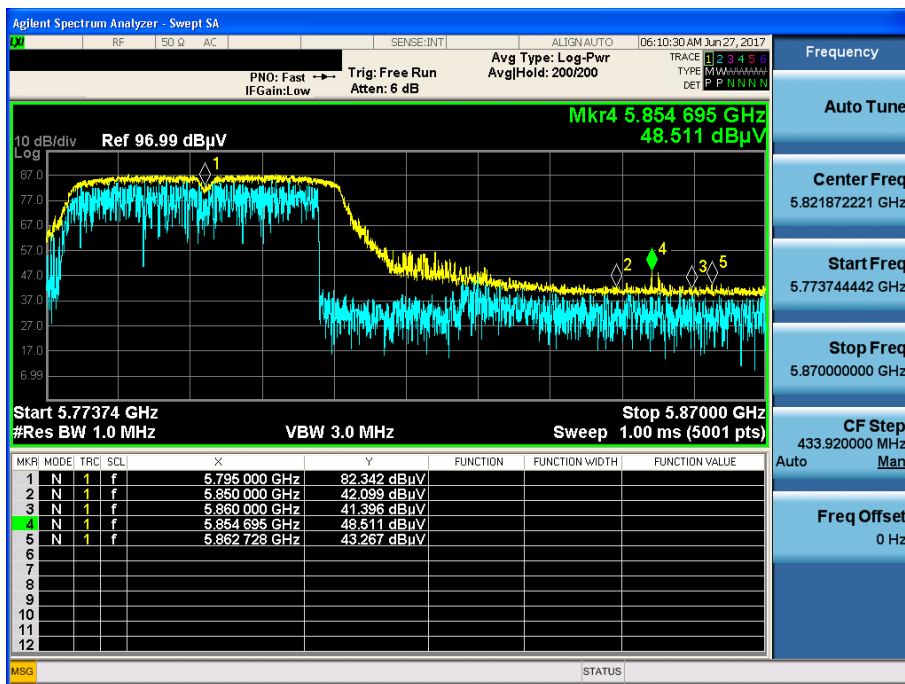 Agilent Spectrum Analyzer - Swept SA
LXI RF 50 Ω AC SENSE:INT ALIGN AUTO 06:10:30 AM Jun 27, 2017
PNO: Fast Trig: Free Run Avg Type: Log-Pwr TRACE 1 2 3 4 5 6
IFGain:Low Atten: 6 dB Avg|Hold: 200/200 TYPE M W W W W W
DET P P N N N N
Mkr4 5.854 695 GHz
48.511 dBµV
10 dB/div Ref 96.99 dBµV
Log
87.0
77.0
67.0
57.0
47.0
37.0
27.0
17.0
6.99
1
2
4
3
5
Start 5.77374 GHz Stop 5.87000 GHz
#Res BW 1.0 MHz VBW 3.0 MHz Sweep 1.00 ms (5001 pts)
MKR MODE TRC SCL X Y FUNCTION FUNCTION WIDTH FUNCTION VALUE
1 N 1 f 5.795 000 GHz 82.342 dBµV
2 N 1 f 5.850 000 GHz 42.099 dBµV
3 N 1 f 5.860 000 GHz 41.396 dBµV
4 N 1 f 5.854 695 GHz 48.511 dBµV
5 N 1 f 5.862 728 GHz 43.267 dBµV
6
7
8
9
10
11
12
MSG STATUS
Frequency
Auto Tune
Center Freq
5.821872221 GHz
Start Freq
5.773744442 GHz
Stop Freq
5.870000000 GHz
CF Step
433.920000 MHz
Auto Man
Freq Offset
0 Hz